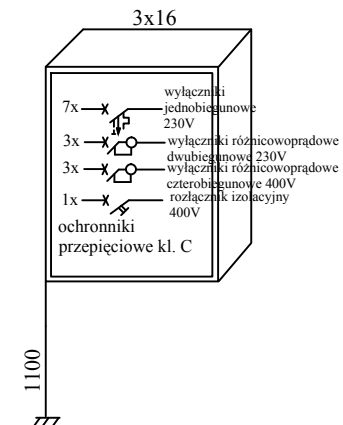 3x16
7x wyłączniki
jednobiegunowe
230V
3x wyłączniki różnicowoprądowe
dwubiegunowe 230V
3x wyłączniki różnicowoprądowe
czterobiegunowe 400V
1x rozłącznik izolacyjny
400V
ochronniki
przepięciowe kl. C
1100